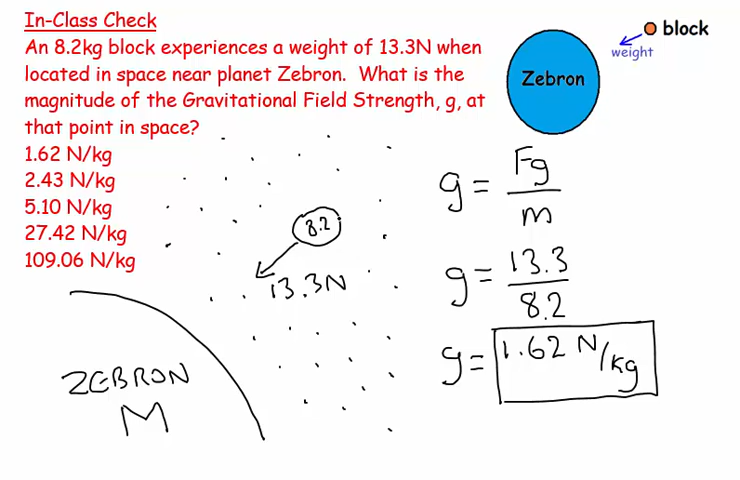 In-Class Check
An 8.2kg block experiences a weight of 13.3N when
located in space near planet Zebron. What is the
magnitude of the Gravitational Field Strength, g, at
that point in space?
1.62 N/kg
2.43 N/kg
5.10 N/kg
27.42 N/kg
109.06 N/kg
block
weight
Zebron
8.2
13.3N
ZEBRON
M
g = Fg / m
g = 13.3 / 8.2
g = 1.62 N/kg